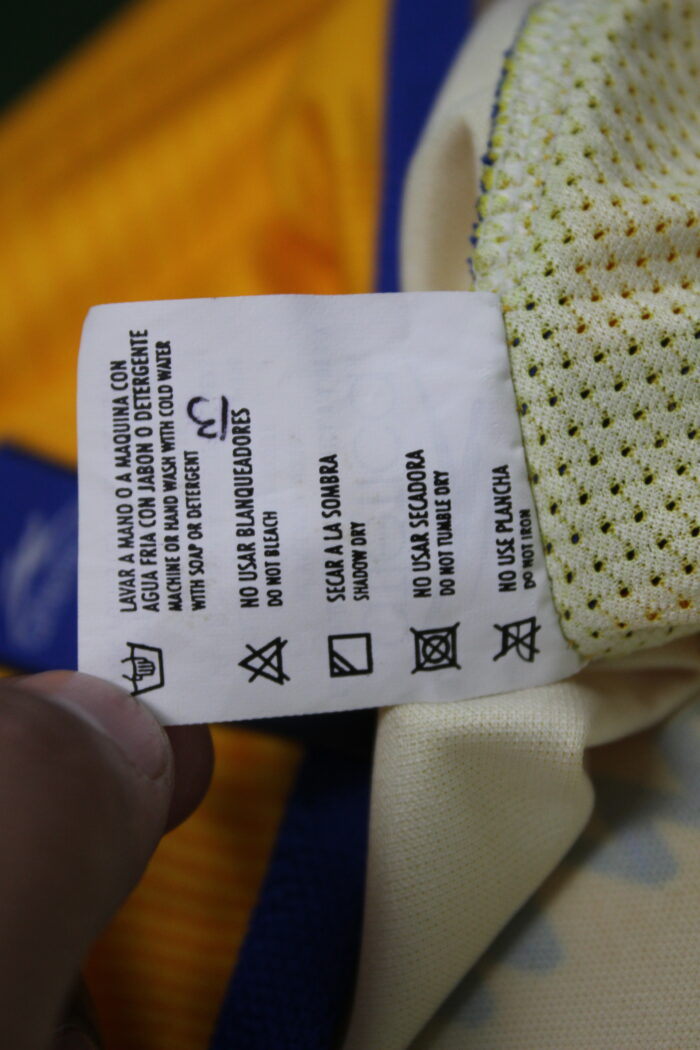 LAVAR A MANO O A MAQUINA CON
AGUA FRIA CON JABON O DETERGENTE
MACHINE OR HAND WASH WITH COLD WATER
WITH SOAP OR DETERGENT
NO USAR BLANQUEADORES
DO NOT BLEACH
SECAR A LA SOMBRA
SHADOW DRY
NO USAR SECADORA
DO NOT TUMBLE DRY
NO USE PLANCHA
DO NOT IRON